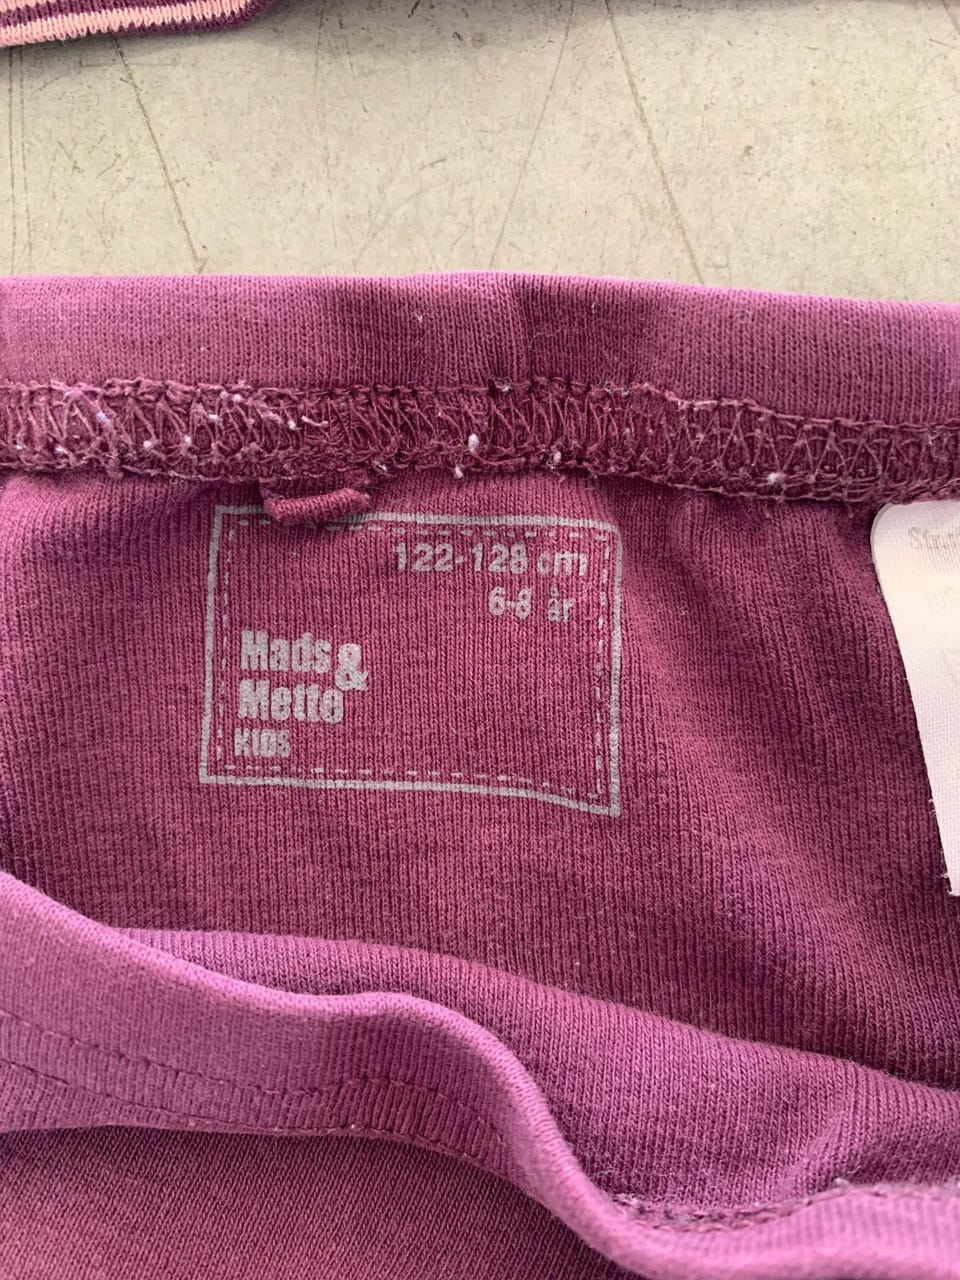 122-128 cm
6-8 år
Mads &
Mette
KIDS